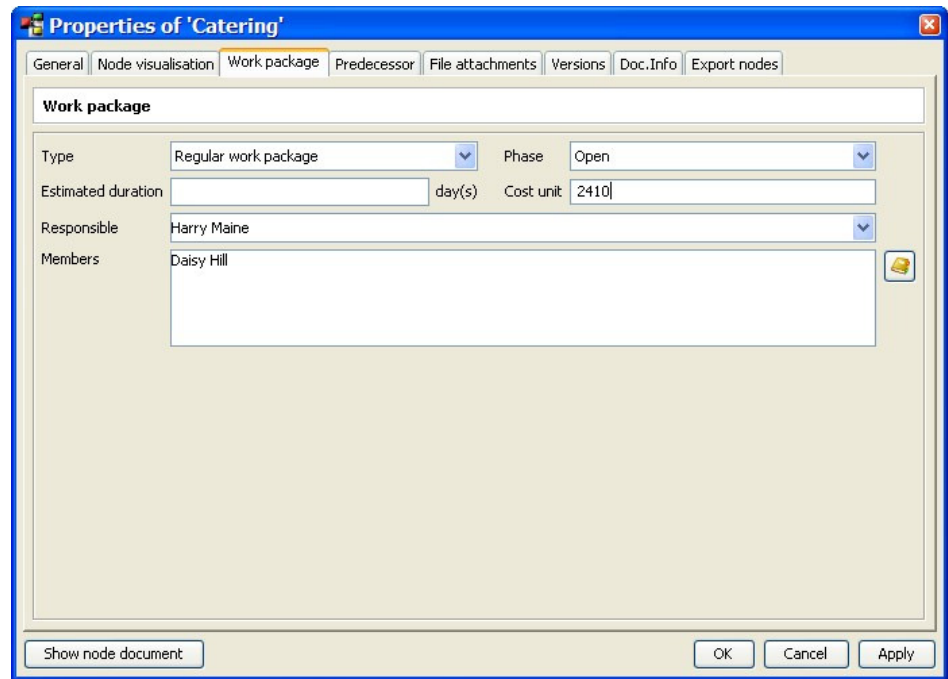 Properties of 'Catering'
General Node visualisation Work package Predecessor File attachments Versions Doc.Info Export nodes
Work package
Type Regular work package Phase Open
Estimated duration day(s) Cost unit 2410
Responsible Harry Maine
Members Daisy Hill
Show node document OK Cancel Apply